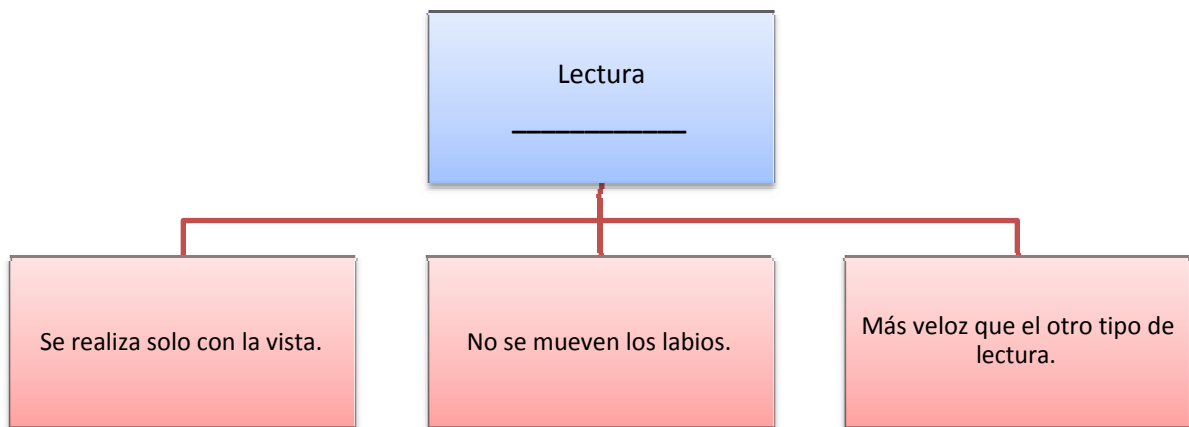 Lectura
____________
Se realiza solo con la vista.
No se mueven los labios.
Más veloz que el otro tipo de
lectura.